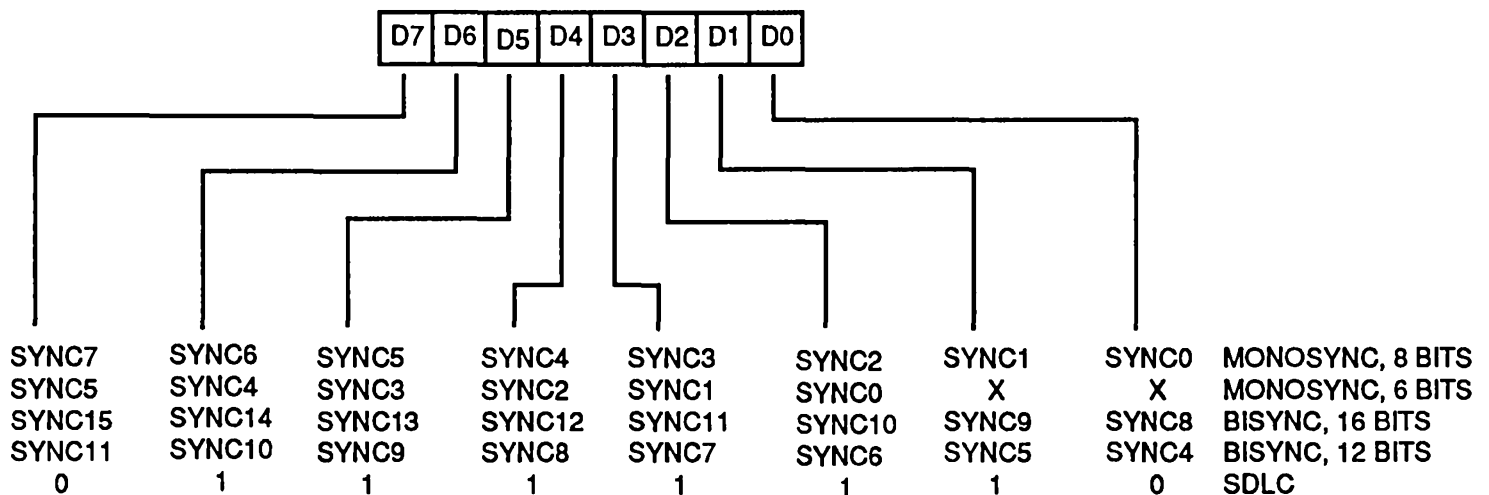 D7 D6 D5 D4 D3 D2 D1 D0
SYNC7 SYNC6 SYNC5 SYNC4 SYNC3 SYNC2 SYNC1 SYNC0 MONOSYNC, 8 BITS
SYNC5 SYNC4 SYNC3 SYNC2 SYNC1 SYNC0 X X MONOSYNC, 6 BITS
SYNC15 SYNC14 SYNC13 SYNC12 SYNC11 SYNC10 SYNC9 SYNC8 BISYNC, 16 BITS
SYNC11 SYNC10 SYNC9 SYNC8 SYNC7 SYNC6 SYNC5 SYNC4 BISYNC, 12 BITS
0 1 1 1 1 1 1 0 SDLC